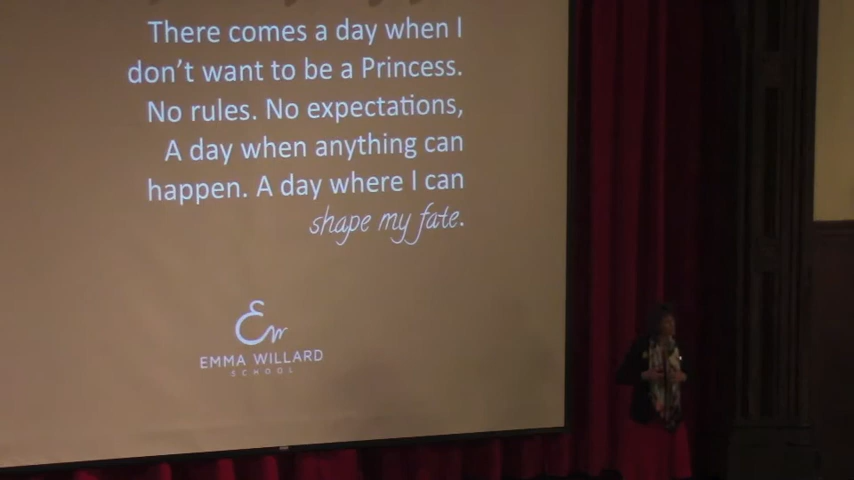 There comes a day when I
don't want to be a Princess.
No rules. No expectations,
A day when anything can
happen. A day where I can
shape my fate.
Ew
EMMA WILLARD
SCHOOL